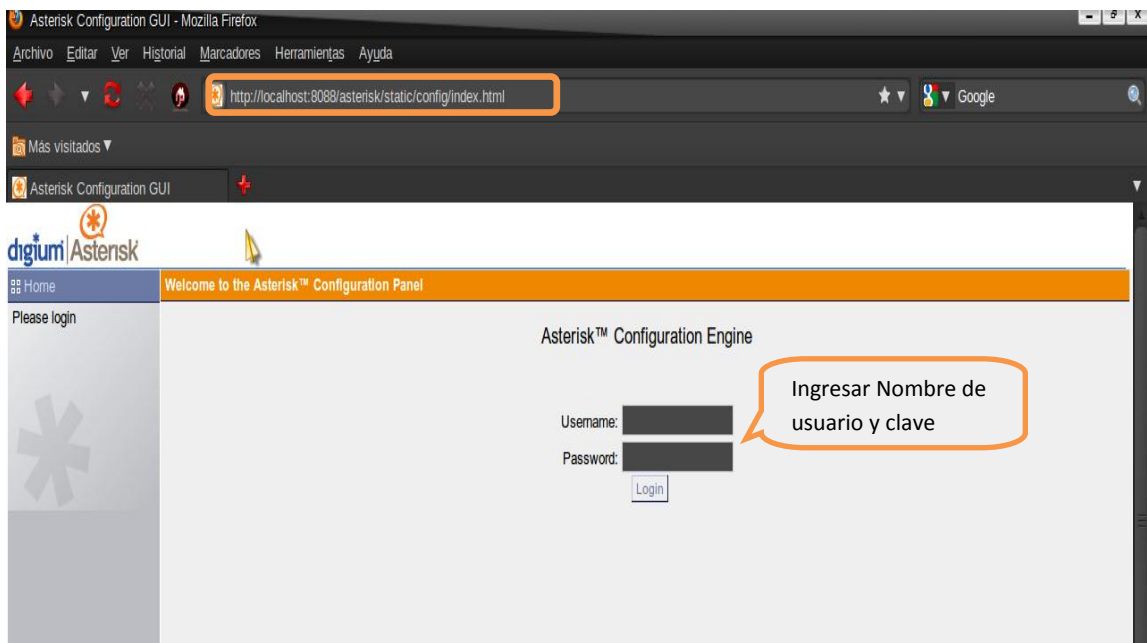 Asterisk Configuration GUI - Mozilla Firefox
Archivo Editar Ver Historial Marcadores Herramientas Ayuda
http://localhost:8088/asterisk/static/config/index.html
Google
Más visitados
Asterisk Configuration GUI
digium Asterisk
Home
Welcome to the Asterisk™ Configuration Panel
Please login
Asterisk™ Configuration Engine
Ingresar Nombre de
usuario y clave
Username:
Password:
Login